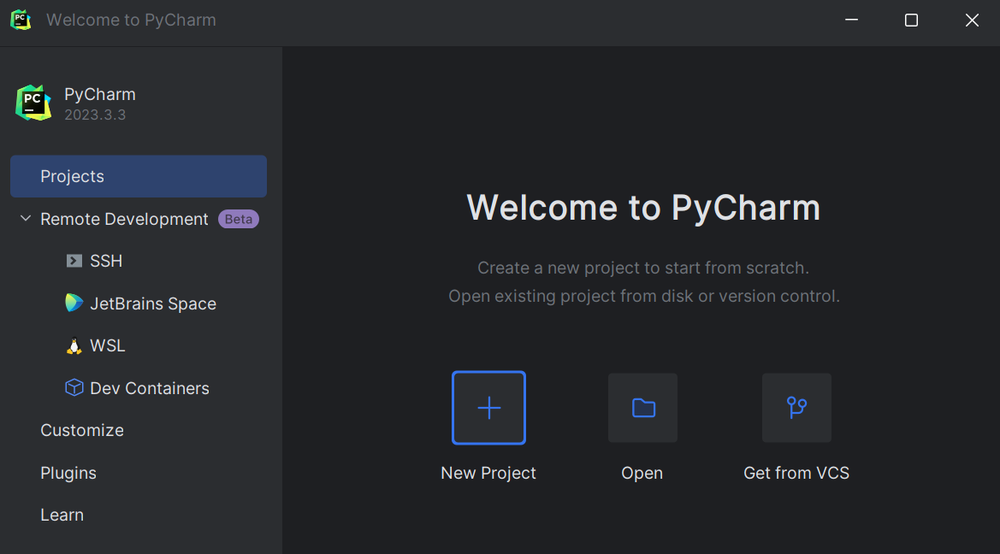 PC
Welcome to PyCharm
PC
PyCharm
2023.3.3
Projects
Remote Development Beta
SSH
JetBrains Space
WSL
Dev Containers
Customize
Plugins
Learn
Welcome to PyCharm
Create a new project to start from scratch.
Open existing project from disk or version control.
New Project
Open
Get from VCS